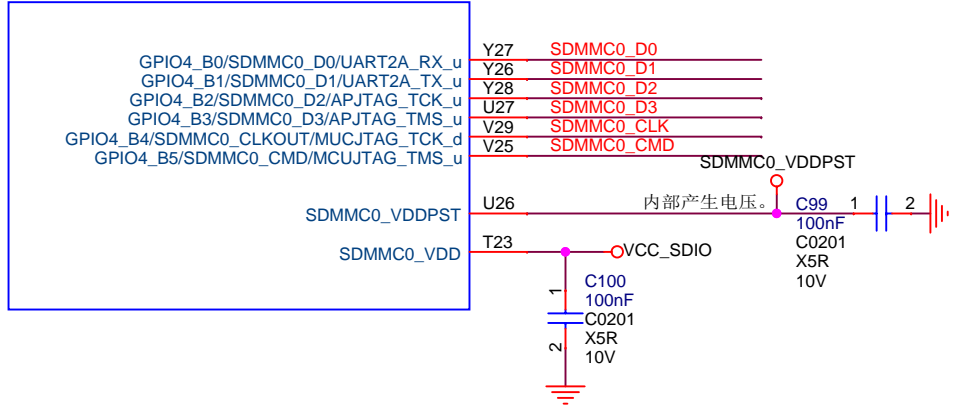 GPIO4_B0/SDMMC0_D0/UART2A_RX_u Y27 SDMMC0_D0
GPIO4_B1/SDMMC0_D1/UART2A_TX_u Y26 SDMMC0_D1
GPIO4_B2/SDMMC0_D2/APJTAG_TCK_u Y28 SDMMC0_D2
GPIO4_B3/SDMMC0_D3/APJTAG_TMS_u U27 SDMMC0_D3
GPIO4_B4/SDMMC0_CLKOUT/MUCJTAG_TCK_d V29 SDMMC0_CLK
GPIO4_B5/SDMMC0_CMD/MCUJTAG_TMS_u V25 SDMMC0_CMD
SDMMC0_VDDPST
SDMMC0_VDDPST U26 内部产生电压。
C99 1 2
100nF
C0201
X5R
10V
SDMMC0_VDD T23 VCC_SDIO
1 C100
100nF
C0201
2 X5R
10V